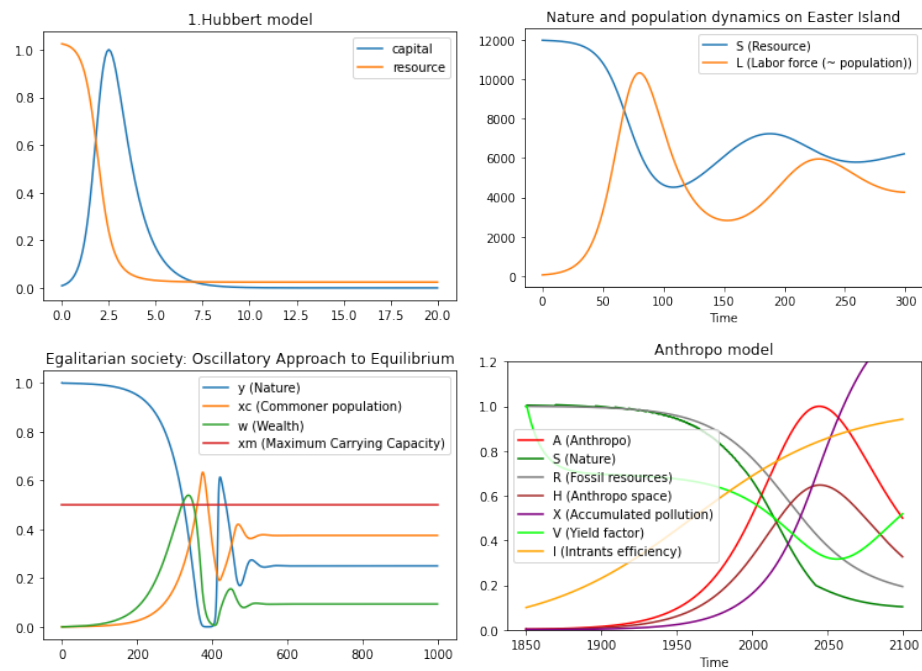 1.Hubbert model
capital
resource
1.0
0.8
0.6
0.4
0.2
0.0
0.0 2.5 5.0 7.5 10.0 12.5 15.0 17.5 20.0
Nature and population dynamics on Easter Island
S (Resource)
L (Labor force (~ population))
12000
10000
8000
6000
4000
2000
0
0 50 100 150 200 250 300
Time
Egalitarian society: Oscillatory Approach to Equilibrium
y (Nature)
xc (Commoner population)
w (Wealth)
xm (Maximum Carrying Capacity)
1.0
0.8
0.6
0.4
0.2
0.0
0 200 400 600 800 1000
Anthropo model
1.2
1.0
0.8
0.6
0.4
0.2
0.0
A (Anthropo)
S (Nature)
R (Fossil resources)
H (Anthropo space)
X (Accumulated pollution)
V (Yield factor)
I (Intrants efficiency)
1850 1900 1950 2000 2050 2100
Time